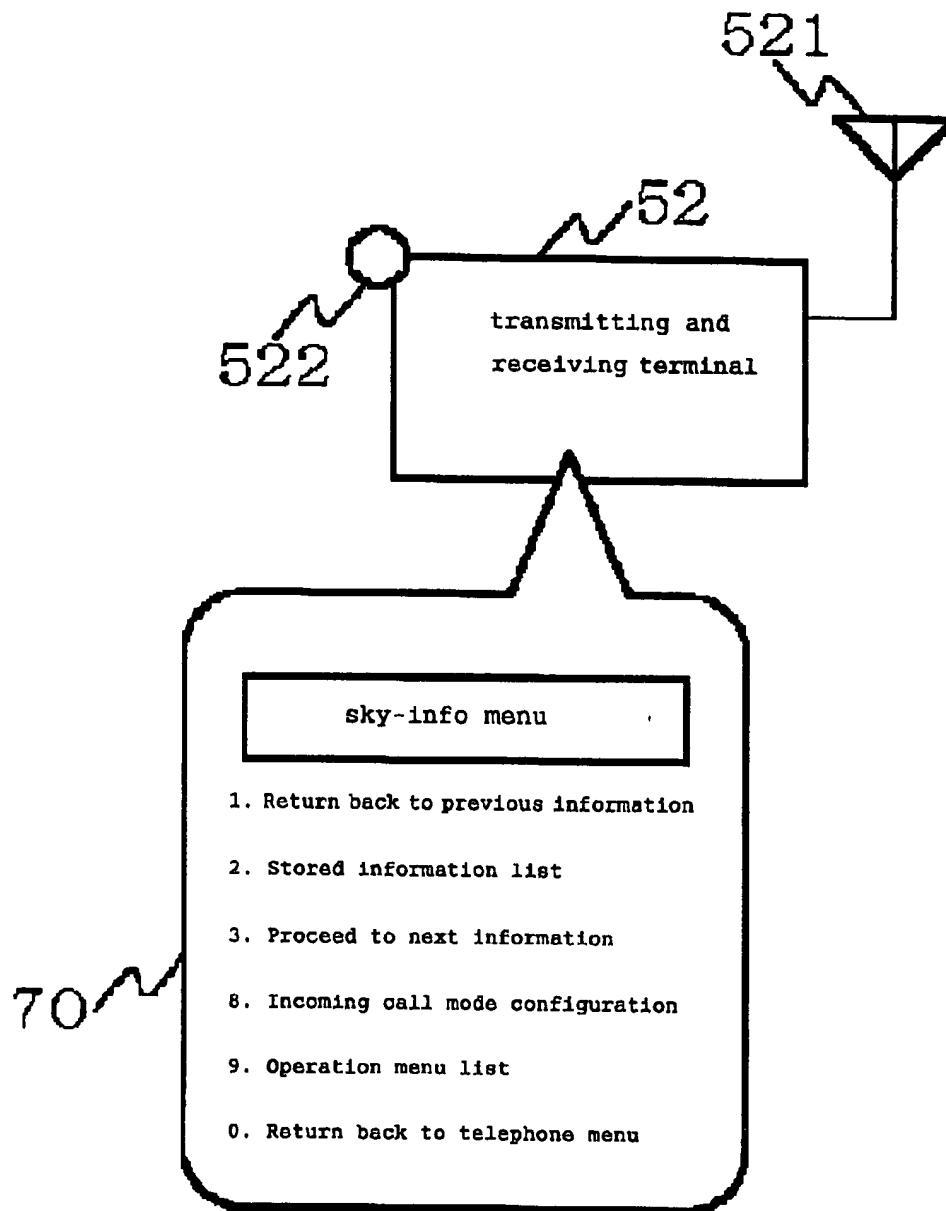 521
52
522
transmitting and
receiving terminal
sky-info menu
1. Return back to previous information
2. Stored information list
3. Proceed to next information
70
8. Incoming call mode configuration
9. Operation menu list
0. Return back to telephone menu